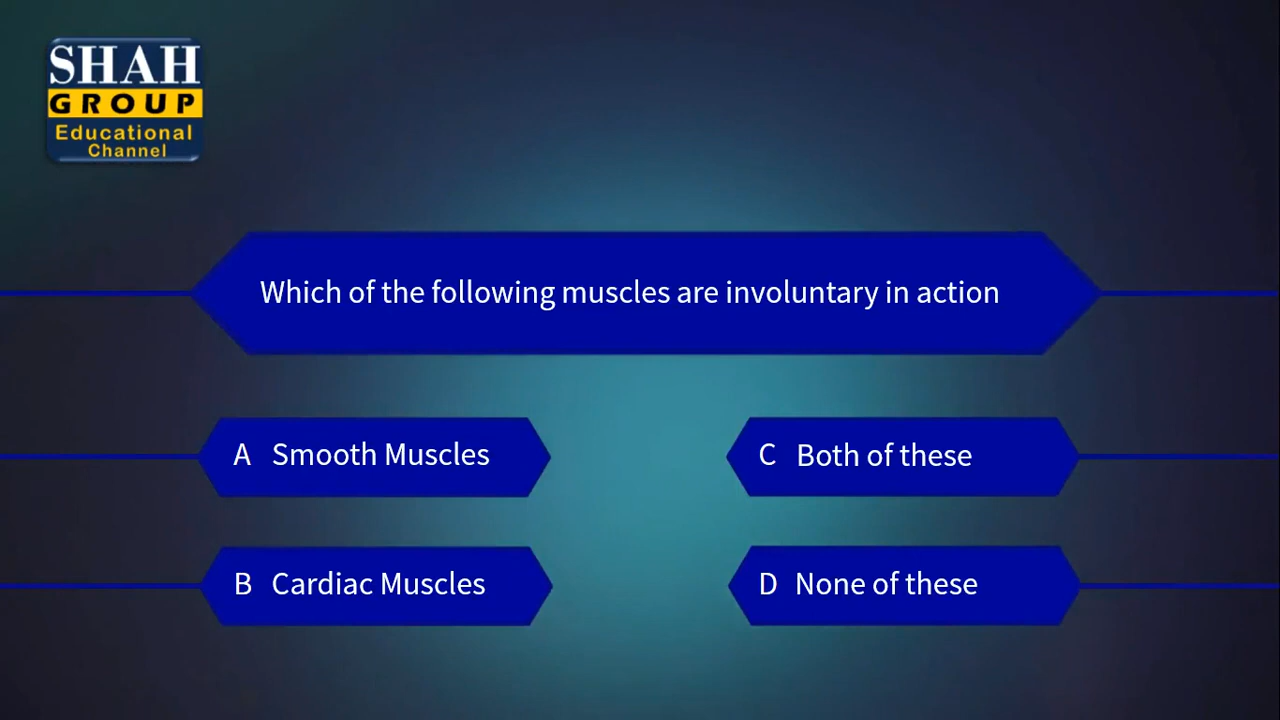 SHAH
GROUP
Educational
Channel
Which of the following muscles are involuntary in action
A Smooth Muscles
C Both of these
B Cardiac Muscles
D None of these